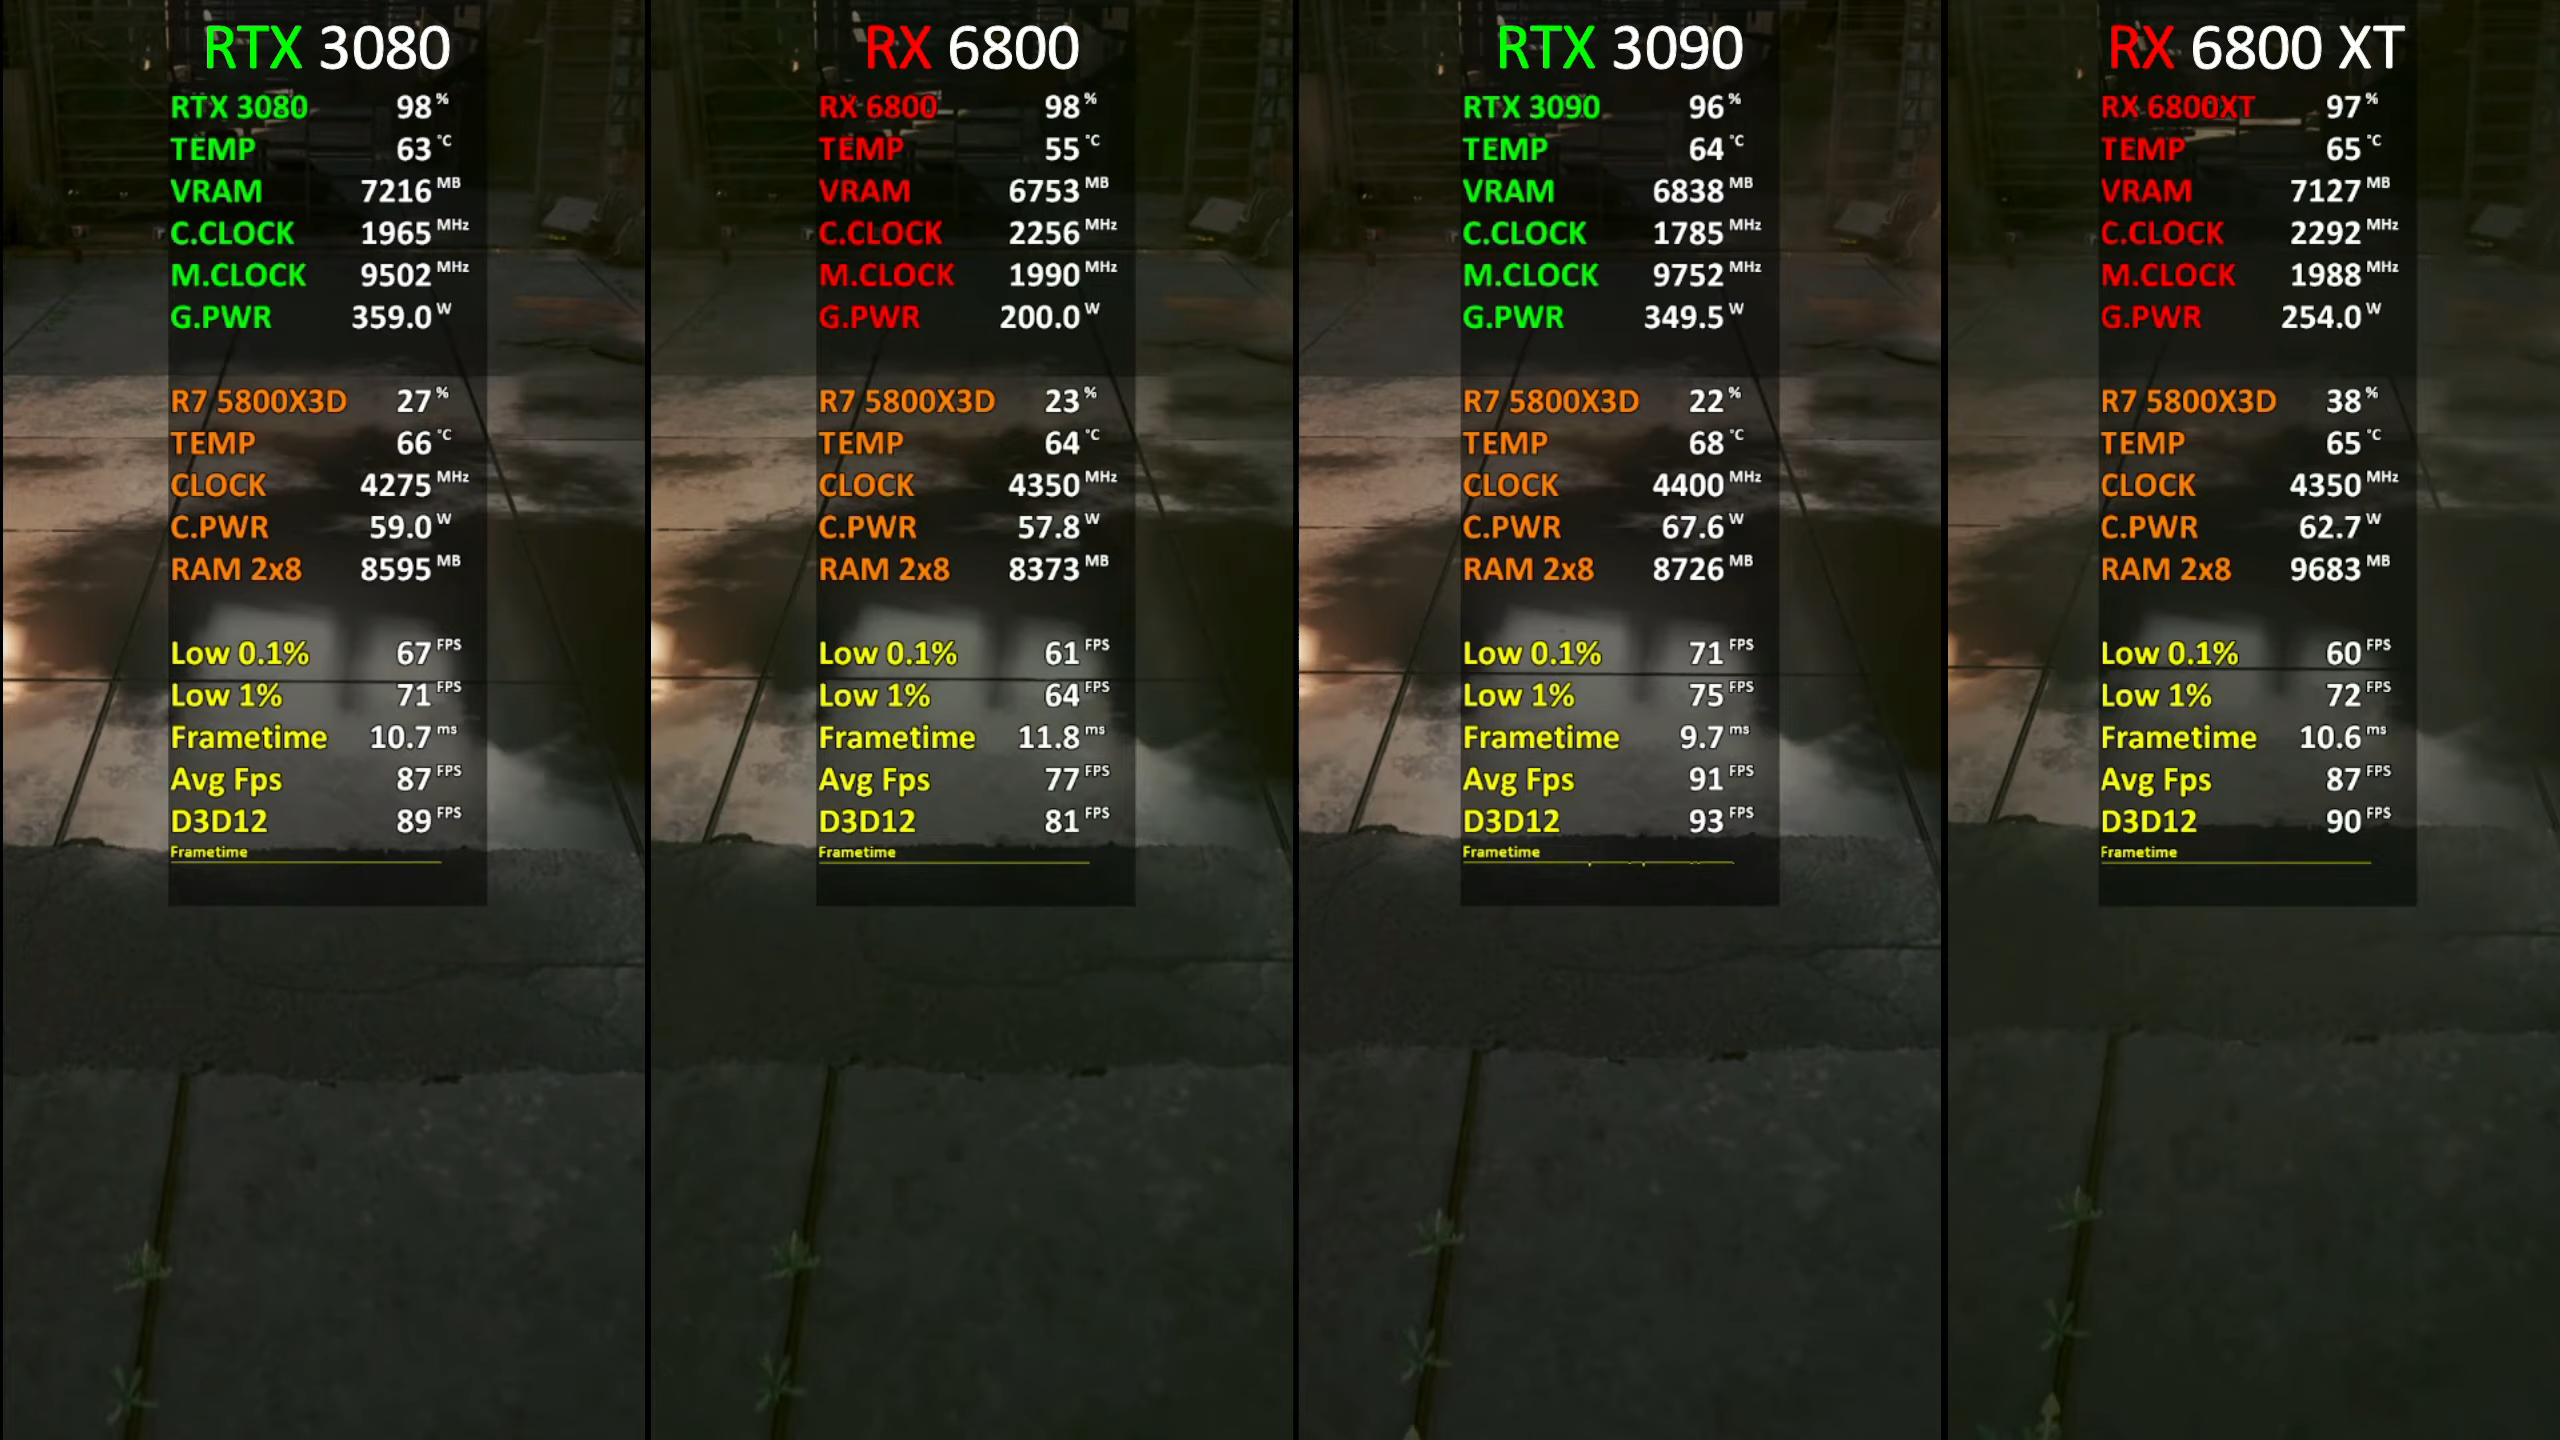 RTX 3080
RTX 3080 98 %
TEMP 63 °C
VRAM 7216 MB
C.CLOCK 1965 MHz
M.CLOCK 9502 MHz
G.PWR 359.0 W
R7 5800X3D 27 %
TEMP 66 °C
CLOCK 4275 MHz
C.PWR 59.0 W
RAM 2x8 8595 MB
Low 0.1% 67 FPS
Low 1% 71 FPS
Frametime 10.7 ms
Avg Fps 87 FPS
D3D12 89 FPS
Frametime
RX 6800
RX 6800 98 %
TEMP 55 °C
VRAM 6753 MB
C.CLOCK 2256 MHz
M.CLOCK 1990 MHz
G.PWR 200.0 W
R7 5800X3D 23 %
TEMP 64 °C
CLOCK 4350 MHz
C.PWR 57.8 W
RAM 2x8 8373 MB
Low 0.1% 61 FPS
Low 1% 64 FPS
Frametime 11.8 ms
Avg Fps 77 FPS
D3D12 81 FPS
Frametime
RTX 3090
RTX 3090 96 %
TEMP 64 °C
VRAM 6838 MB
C.CLOCK 1785 MHz
M.CLOCK 9752 MHz
G.PWR 349.5 W
R7 5800X3D 22 %
TEMP 68 °C
CLOCK 4400 MHz
C.PWR 67.6 W
RAM 2x8 8726 MB
Low 0.1% 71 FPS
Low 1% 75 FPS
Frametime 9.7 ms
Avg Fps 91 FPS
D3D12 93 FPS
Frametime
RX 6800 XT
RX 6800XT 97 %
TEMP 65 °C
VRAM 7127 MB
C.CLOCK 2292 MHz
M.CLOCK 1988 MHz
G.PWR 254.0 W
R7 5800X3D 38 %
TEMP 65 °C
CLOCK 4350 MHz
C.PWR 62.7 W
RAM 2x8 9683 MB
Low 0.1% 60 FPS
Low 1% 72 FPS
Frametime 10.6 ms
Avg Fps 87 FPS
D3D12 90 FPS
Frametime